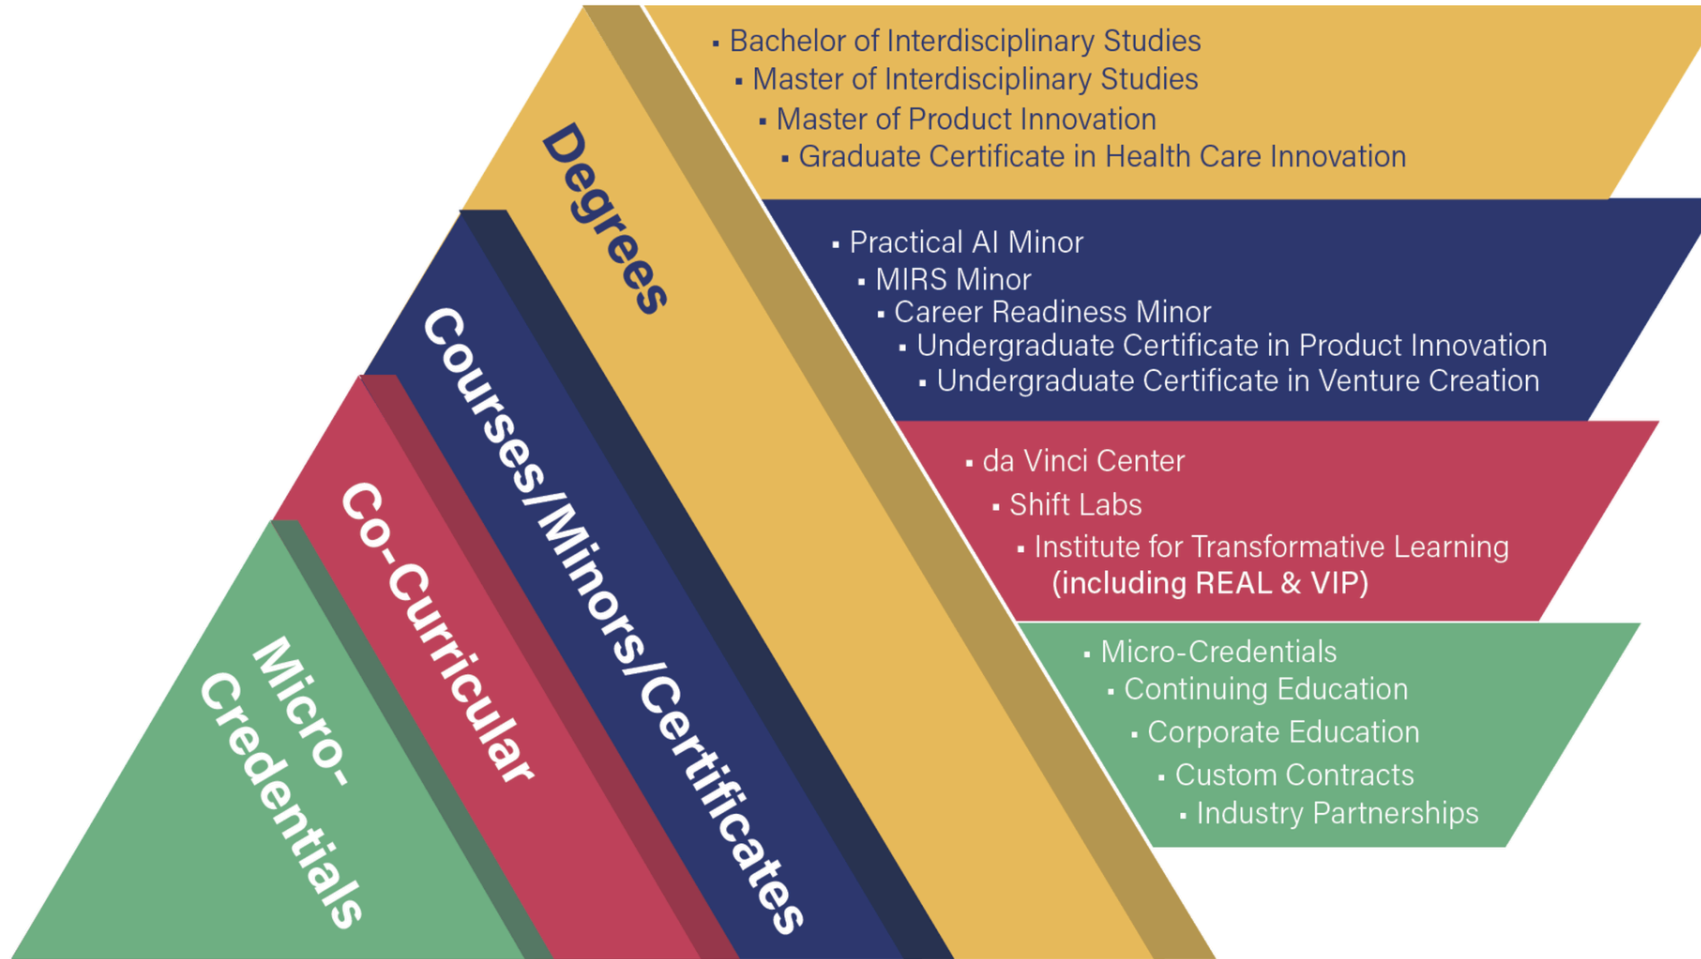 Degrees
▪ Bachelor of Interdisciplinary Studies
▪ Master of Interdisciplinary Studies
▪ Master of Product Innovation
▪ Graduate Certificate in Health Care Innovation
Courses/Minors/Certificates
▪ Practical AI Minor
▪ MIRS Minor
▪ Career Readiness Minor
▪ Undergraduate Certificate in Product Innovation
▪ Undergraduate Certificate in Venture Creation
Co-Curricular
▪ da Vinci Center
▪ Shift Labs
▪ Institute for Transformative Learning
(including REAL & VIP)
Micro-
Credentials
▪ Micro-Credentials
▪ Continuing Education
▪ Corporate Education
▪ Custom Contracts
▪ Industry Partnerships